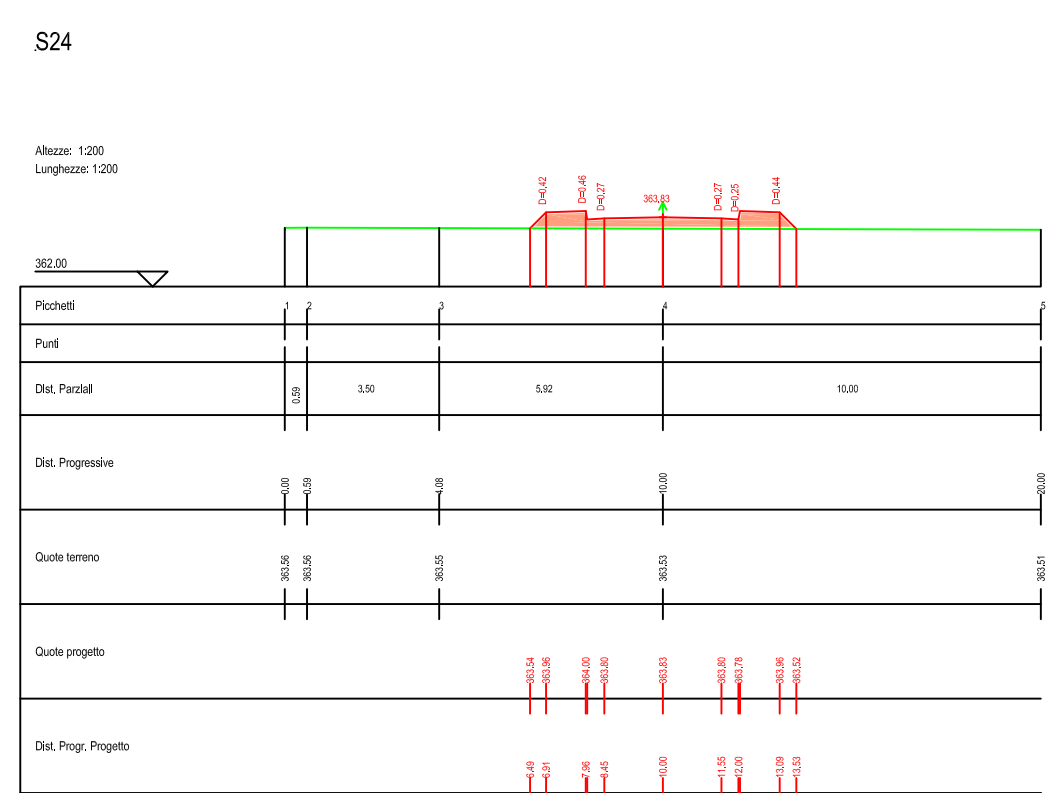 S24
Altezze: 1:200
Lunghezze: 1:200
D=0.42
D=0.46
D=0.27
363.83
D=0.27
D=0.25
D=0.44
362.00
Picchetti
1 2 3 4 5
Punti
Dist. Parziali
0.59 3.50 5.92 10.00
Dist. Progressive
0.00 0.59 4.08 10.00 20.00
Quote terreno
363.56 363.56 363.55 363.53 363.51
Quote progetto
363.54 363.96 364.00 363.80 363.83 363.80 363.78 363.96 363.52
Dist. Progr. Progetto
6.49 6.91 7.96 8.45 10.00 11.55 12.00 13.09 13.53